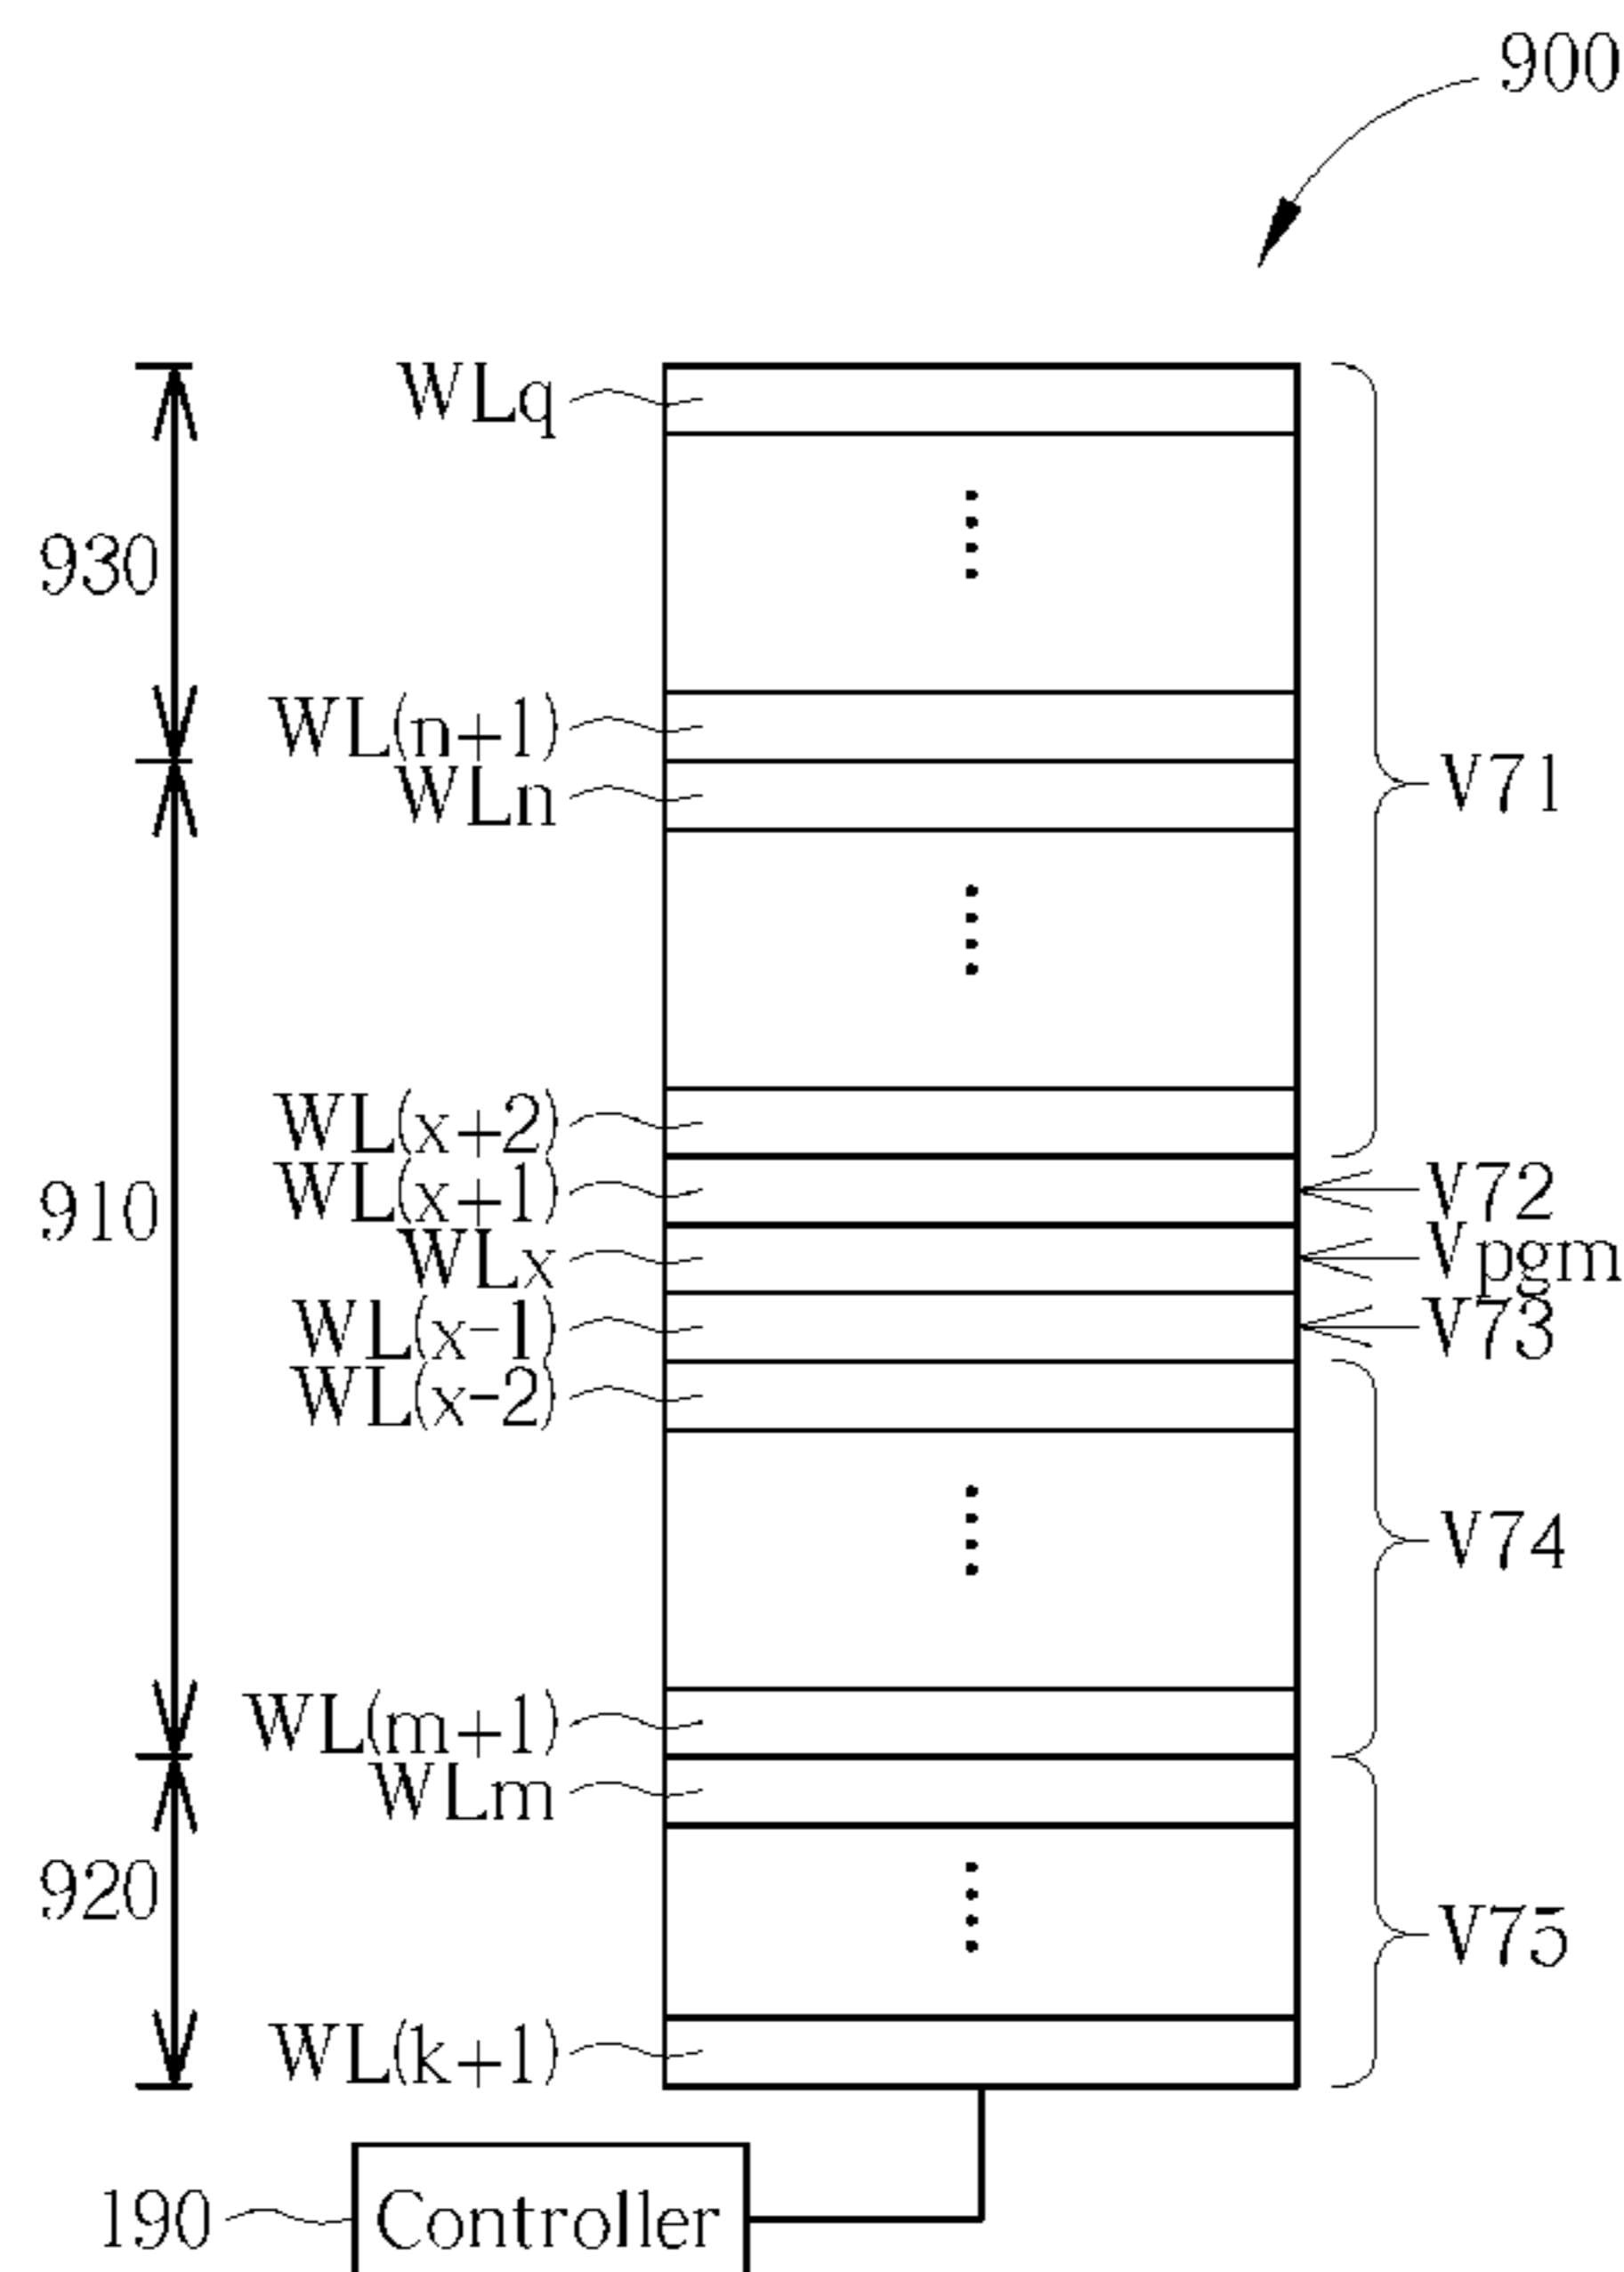 900
WLq
930
WL(n+1)
WLn
V71
WL(x+2)
WL(x+1)
V72
910
WLx
Vpgm
WL(x-1)
V73
WL(x-2)
V74
WL(m+1)
WLm
920
V75
WL(k+1)
190
Controller